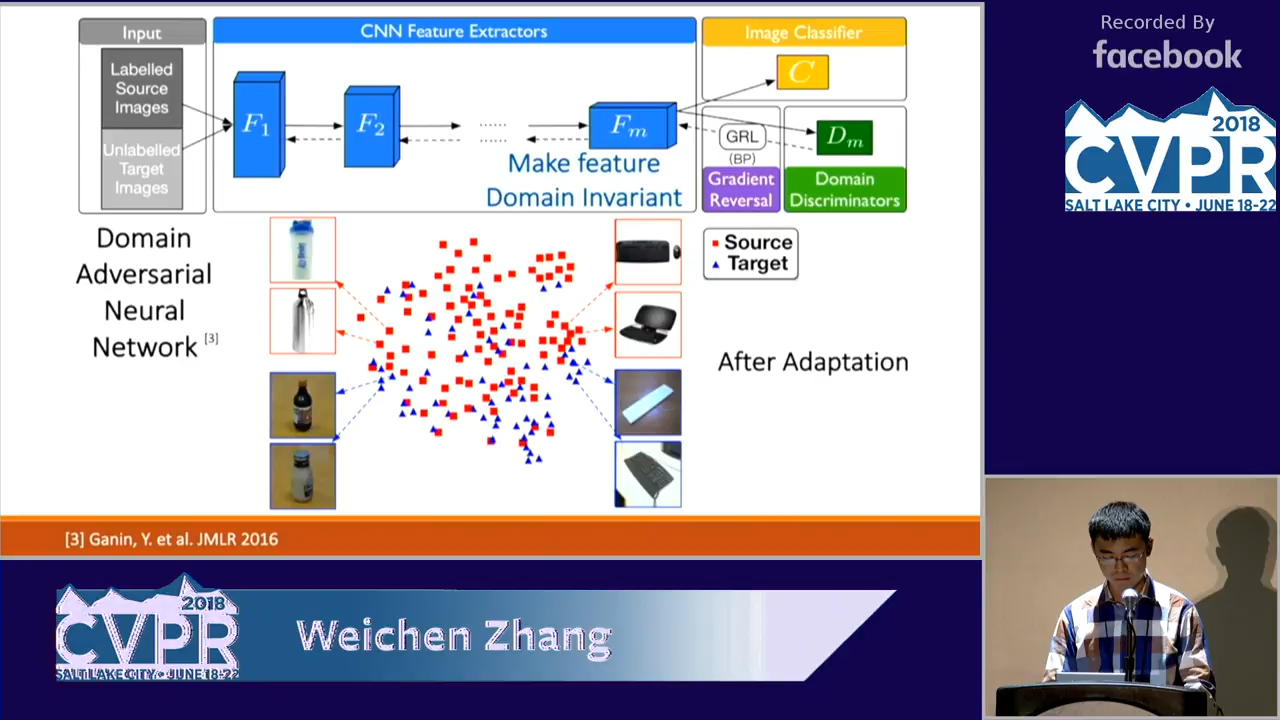 Input
CNN Feature Extractors
Image Classifier
Labelled
Source
Images
Unlabelled
Target
Images
F1
F2
......
......
Fm
C
GRL
(BP)
Dm
Gradient
Reversal
Domain
Discriminators
Make feature
Domain Invariant
Domain
Adversarial
Neural
Network [3]
Source
Target
After Adaptation
[3] Ganin, Y. et al. JMLR 2016
Recorded By
facebook
2018
CVPR
SALT LAKE CITY • JUNE 18-22
2018
CVPR
SALT LAKE CITY • JUNE 18-22
Weichen Zhang